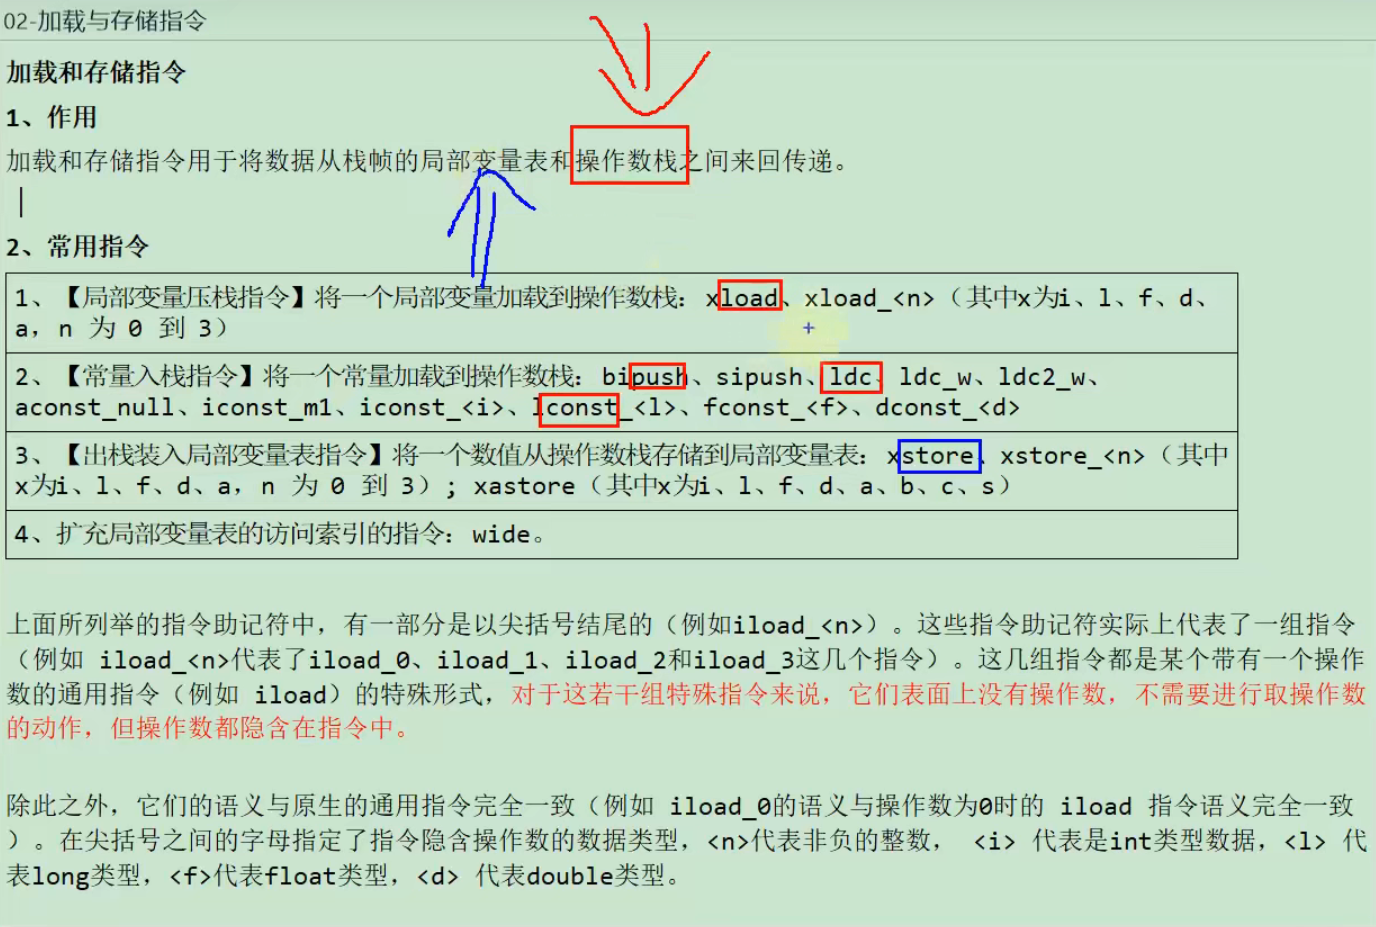 02-加载与存储指令
加载和存储指令
1、作用
加载和存储指令用于将数据从栈帧的局部变量表和操作数栈之间来回传递。
2、常用指令
1、【局部变量压栈指令】将一个局部变量加载到操作数栈：xload、xload_<n>（其中x为i、l、f、d、
a，n 为 0 到 3）
2、【常量入栈指令】将一个常量加载到操作数栈：bipush、sipush、ldc、ldc_w、ldc2_w、
aconst_null、iconst_m1、iconst_<i>、lconst_<l>、fconst_<f>、dconst_<d>
3、【出栈装入局部变量表指令】将一个数值从操作数栈存储到局部变量表：xstore、xstore_<n>（其中
x为i、l、f、d、a，n 为 0 到 3）; xastore（其中x为i、l、f、d、a、b、c、s）
4、扩充局部变量表的访问索引的指令：wide。
上面所列举的指令助记符中，有一部分是以尖括号结尾的（例如iload_<n>）。这些指令助记符实际上代表了一组指令
（例如 iload_<n>代表了iload_0、iload_1、iload_2和iload_3这几个指令）。这几组指令都是某个带有一个操作
数的通用指令（例如 iload）的特殊形式，对于这若干组特殊指令来说，它们表面上没有操作数，不需要进行取操作数
的动作，但操作数都隐含在指令中。
除此之外，它们的语义与原生的通用指令完全一致（例如 iload_0的语义与操作数为0时的 iload 指令语义完全一致
）。在尖括号之间的字母指定了指令隐含操作数的数据类型，<n>代表非负的整数， <i> 代表是int类型数据，<l> 代
表long类型，<f>代表float类型，<d> 代表double类型。